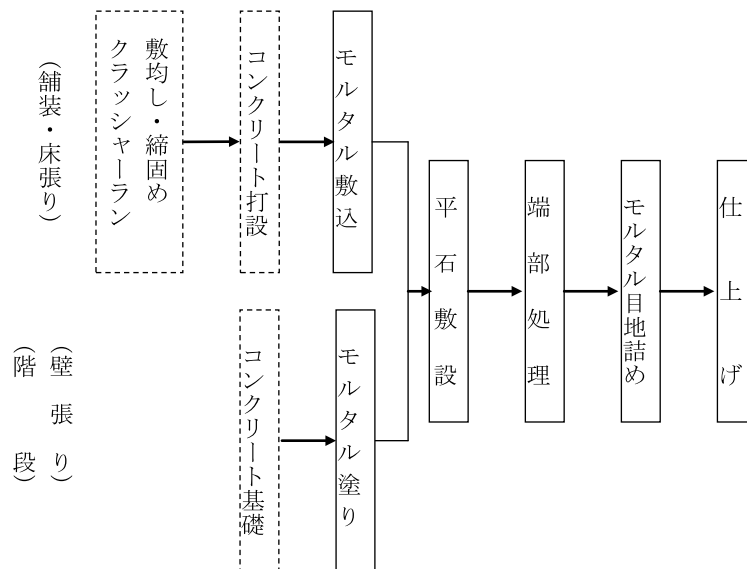 （舗装・床張り）
クラッシャーラン
敷均し・締固め
コンクリート打設
モルタル敷込
（壁張り）
（階段）
コンクリート基礎
モルタル塗り
平石敷設
端部処理
モルタル目地詰め
仕上げ